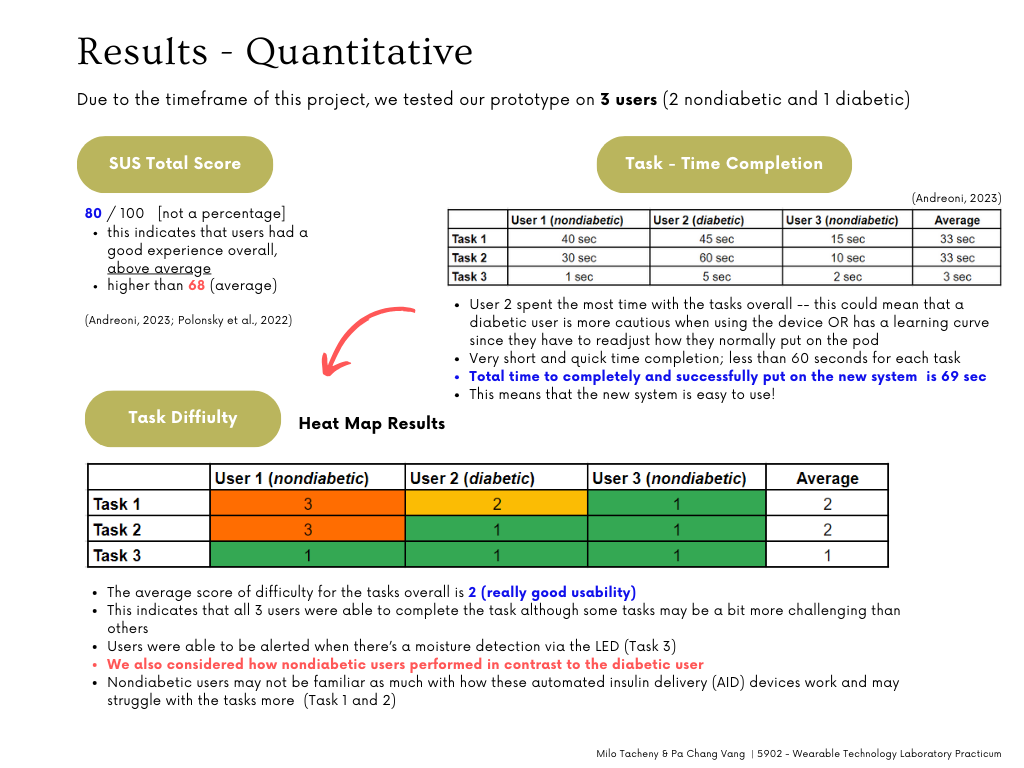 Results - Quantitative
Due to the timeframe of this project, we tested our prototype on 3 users (2 nondiabetic and 1 diabetic)
SUS Total Score
80 / 100 [not a percentage]
• this indicates that users had a
good experience overall,
above average
• higher than 68 (average)
(Andreoni, 2023; Polonsky et al., 2022)
Task - Time Completion
(Andreoni, 2023)
User 1 (nondiabetic) User 2 (diabetic) User 3 (nondiabetic) Average
Task 1 40 sec 45 sec 15 sec 33 sec
Task 2 30 sec 60 sec 10 sec 33 sec
Task 3 1 sec 5 sec 2 sec 3 sec
• User 2 spent the most time with the tasks overall -- this could mean that a
diabetic user is more cautious when using the device OR has a learning curve
since they have to readjust how they normally put on the pod
• Very short and quick time completion; less than 60 seconds for each task
• Total time to completely and successfully put on the new system is 69 sec
• This means that the new system is easy to use!
Task Diffiulty
Heat Map Results
User 1 (nondiabetic) User 2 (diabetic) User 3 (nondiabetic) Average
Task 1 3 2 1 2
Task 2 3 1 1 2
Task 3 1 1 1 1
• The average score of difficulty for the tasks overall is 2 (really good usability)
• This indicates that all 3 users were able to complete the task although some tasks may be a bit more challenging than
others
• Users were able to be alerted when there's a moisture detection via the LED (Task 3)
• We also considered how nondiabetic users performed in contrast to the diabetic user
• Nondiabetic users may not be familiar as much with how these automated insulin delivery (AID) devices work and may
struggle with the tasks more (Task 1 and 2)
Milo Tacheny & Pa Chang Vang | 5902 - Wearable Technology Laboratory Practicum